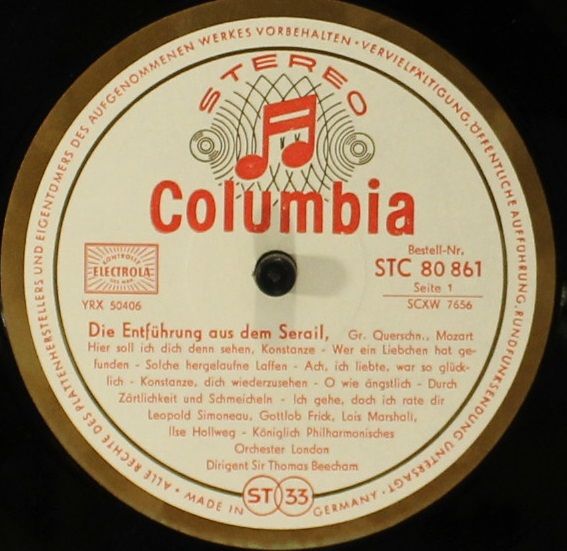 ALLE RECHTE DES PLATTENHERSTELLERS UND EIGENTÜMERS DES AUFGENOMMENEN WERKES VORBEHALTEN • VERVIELFÄLTIGUNG, ÖFFENTLICHE AUFFÜHRUNG, RUNDFUNKSENDUNG UNTERSAGT •
STEREO
Columbia
KONTROLLE
ELECTROLA
Bestell-Nr.
STC 80 861
Seite 1
YRX 50406
SCXW 7656
Die Entführung aus dem Serail, Gr. Querschn., Mozart
Hier soll ich dich denn sehen, Konstanze - Wer ein Liebchen hat ge-
funden - Solche hergelaufne Laffen - Ach, ich liebte, war so glück-
lich - Konstanze, dich wiederzusehen - O wie ängstlich - Durch
Zärtlichkeit und Schmeicheln - Ich gehe, doch ich rate dir
Leopold Simoneau, Gottlob Frick, Lois Marshall,
Ilse Hollweg - Königlich Philharmonisches
Orchester London
Dirigent Sir Thomas Beecham
MADE IN ST 33 GERMANY